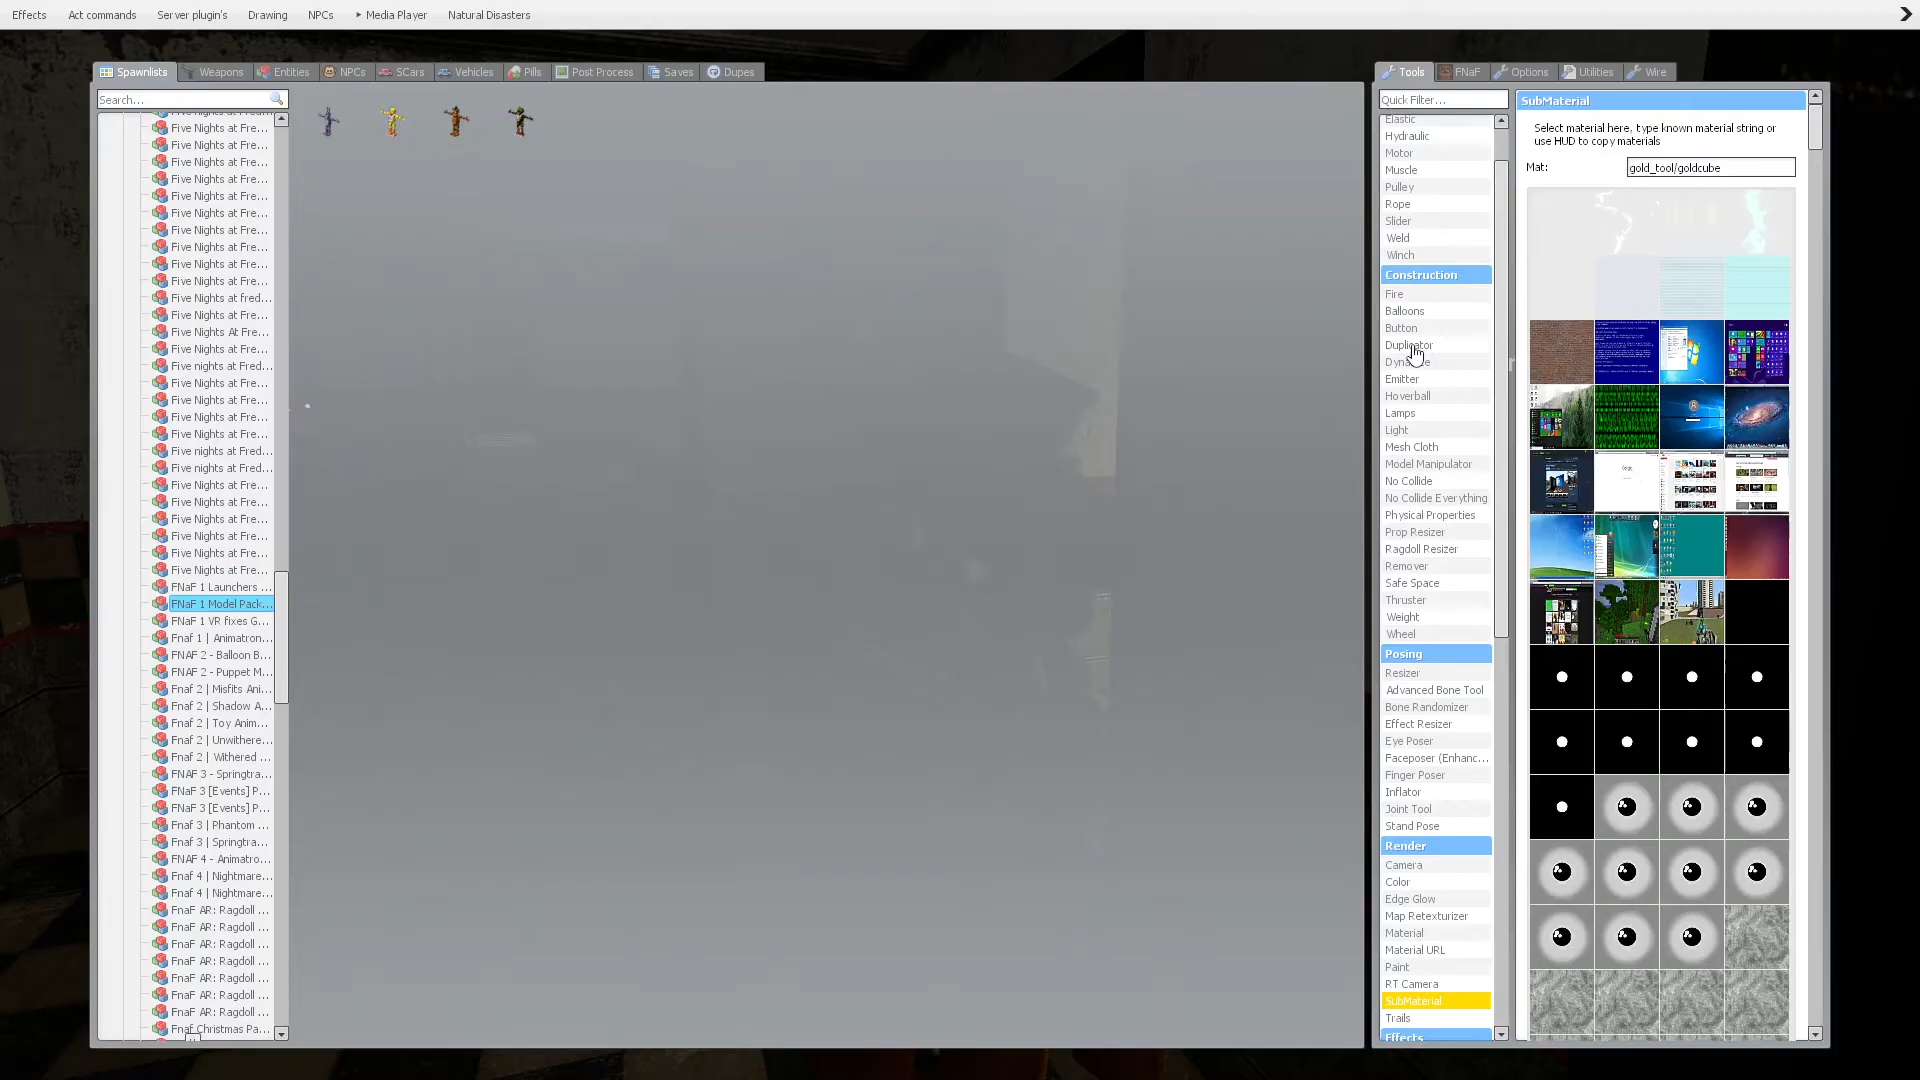 Effects
Act commands
Server plugin's
Drawing
NPCs
Media Player
Natural Disasters
Spawnlists
Weapons
Entities
NPCs
SCars
Vehicles
Pills
Post Process
Saves
Dupes
Search...
Five Nights at Fre...
Five Nights at Fre...
Five Nights at Fre...
Five Nights at Fre...
Five Nights at Fre...
Five Nights at Fre...
Five Nights at Fre...
Five Nights at Fre...
Five Nights at Fre...
Five Nights at Fre...
Five Nights at fred...
Five Nights at Fre...
Five Nights At Fre...
Five Nights at Fre...
Five nights at Fred...
Five Nights at Fre...
Five Nights at Fre...
Five Nights at Fre...
Five Nights at Fre...
Five nights at Fred...
Five nights at Fred...
Five Nights at Fre...
Five Nights at Fre...
Five Nights at Fre...
Five Nights at Fre...
Five Nights at Fre...
Five Nights at Fre...
FNaF 1 Launchers ...
FNaF 1 Model Pack...
FNaF 1 VR fixes G...
Fnaf 1 | Animatron...
FNAF 2 - Balloon B...
FNAF 2 - Puppet M...
Fnaf 2 | Misfits Ani...
Fnaf 2 | Shadow A...
Fnaf 2 | Toy Anim...
Fnaf 2 | Unwithere...
Fnaf 2 | Withered ...
FNAF 3 - Springtra...
FNaF 3 [Events] P...
FNaF 3 [Events] P...
Fnaf 3 | Phantom ...
Fnaf 3 | Springtra...
FNAF 4 - Animatro...
Fnaf 4 | Nightmare...
Fnaf 4 | Nightmare...
FnaF AR: Ragdoll ...
FnaF AR: Ragdoll ...
FnaF AR: Ragdoll ...
FnaF AR: Ragdoll ...
FnaF AR: Ragdoll ...
FnaF AR: Ragdoll ...
FnaF AR: Ragdoll ...
Fnaf Christmas Pa...
Tools
FNaF
Options
Utilities
Wire
Quick Filter...
Elastic
Hydraulic
Motor
Muscle
Pulley
Rope
Slider
Weld
Winch
Construction
Fire
Balloons
Button
Duplicator
Emitter
Hoverball
Lamps
Light
Mesh Cloth
Model Manipulator
No Collide
No Collide Everything
Physical Properties
Prop Resizer
Ragdoll Resizer
Remover
Safe Space
Thruster
Weight
Wheel
Posing
Resizer
Advanced Bone Tool
Bone Randomizer
Effect Resizer
Eye Poser
Faceposer (Enhanc...
Finger Poser
Inflator
Joint Tool
Stand Pose
Render
Camera
Color
Edge Glow
Map Retexturizer
Material
Material URL
Paint
RT Camera
SubMaterial
Trails
Effects
SubMaterial
Select material here, type known material string or
use HUD to copy materials
Mat:
gold_tool/goldcube